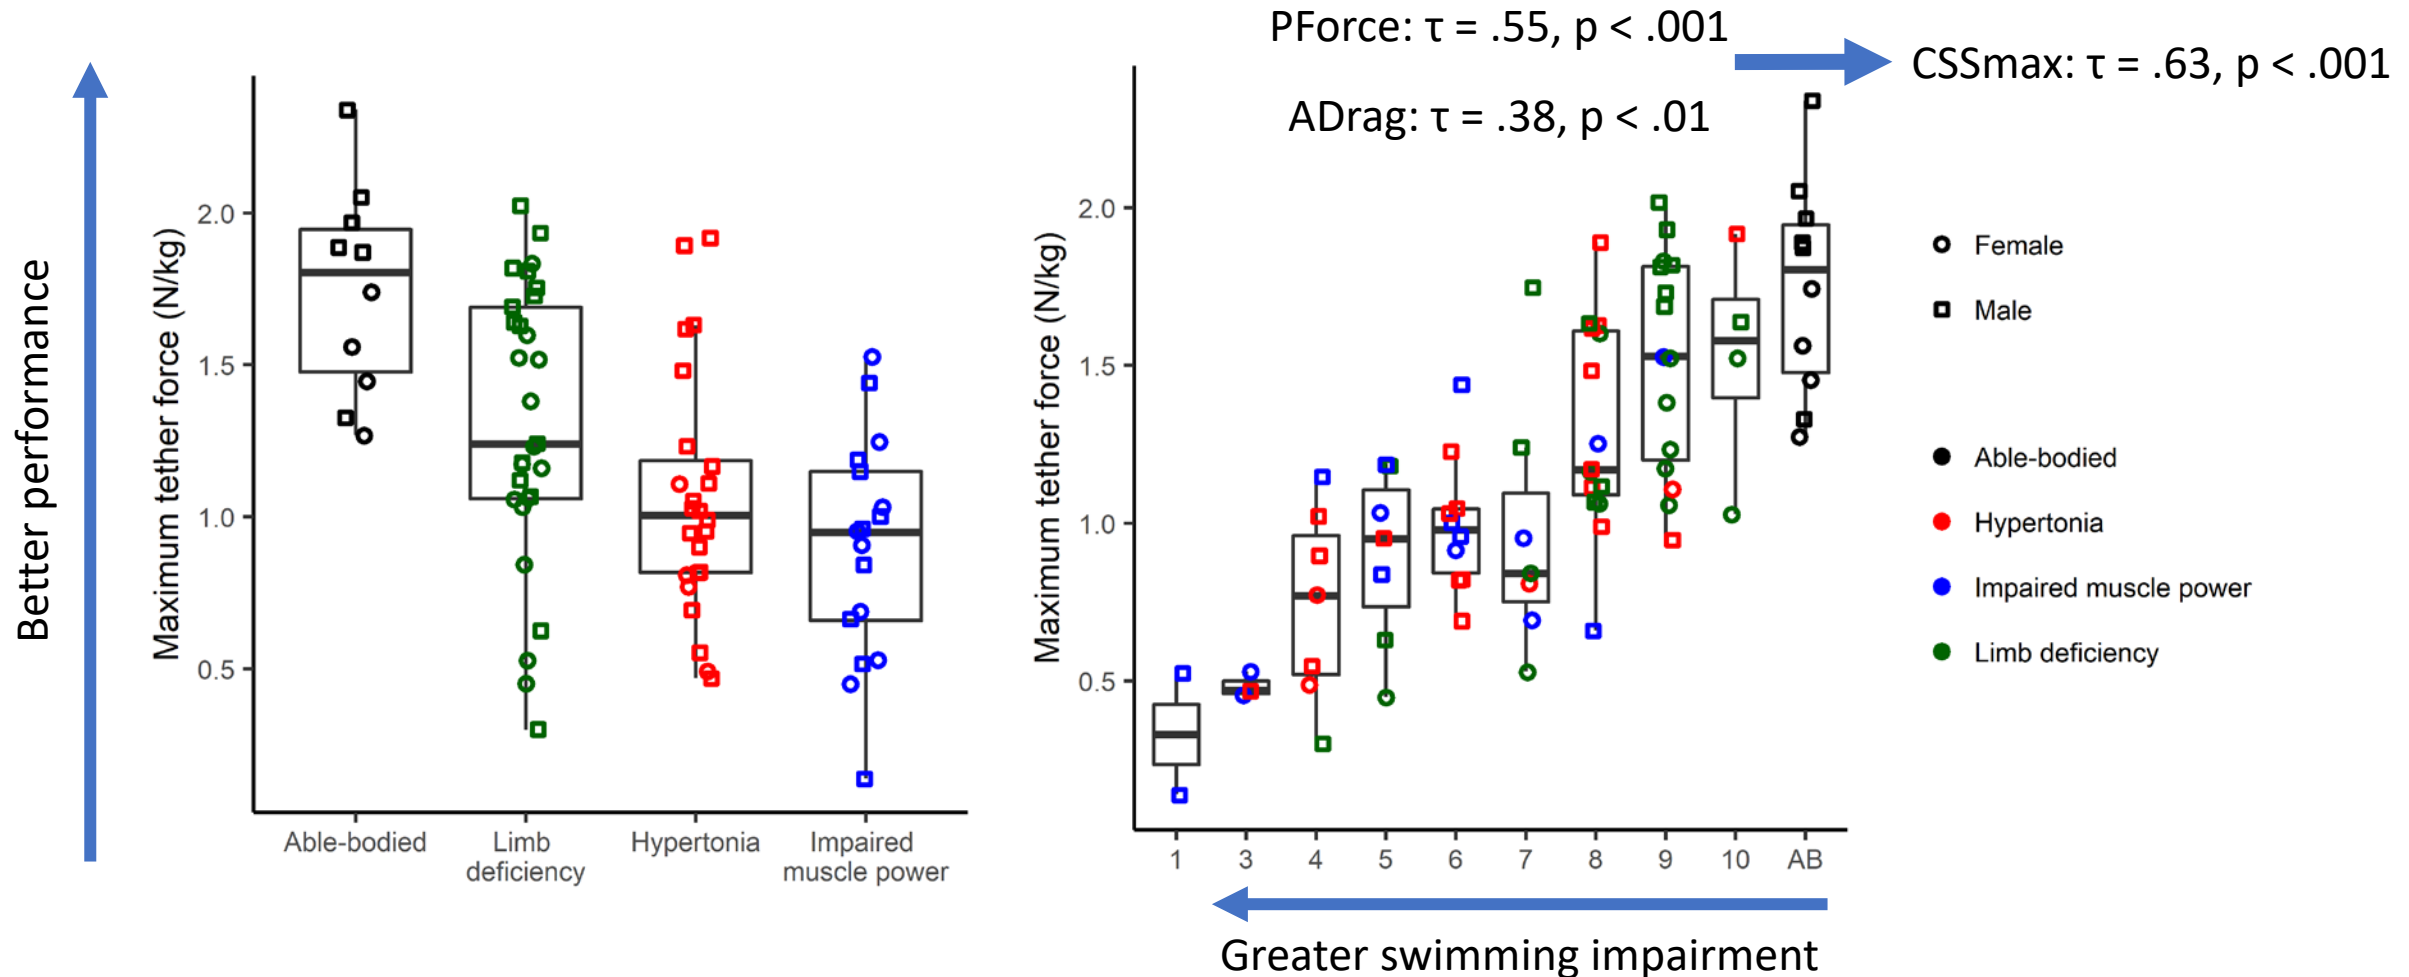 PForce: τ = .55, p < .001
CSSmax: τ = .63, p < .001
ADrag: τ = .38, p < .01
Better performance
Maximum tether force (N/kg)
2.0
1.5
1.0
0.5
Able-bodied
Limb
deficiency
Hypertonia
Impaired
muscle power
Maximum tether force (N/kg)
2.0
1.5
1.0
0.5
1 3 4 5 6 7 8 9 10 AB
Greater swimming impairment
Female
Male
Able-bodied
Hypertonia
Impaired muscle power
Limb deficiency